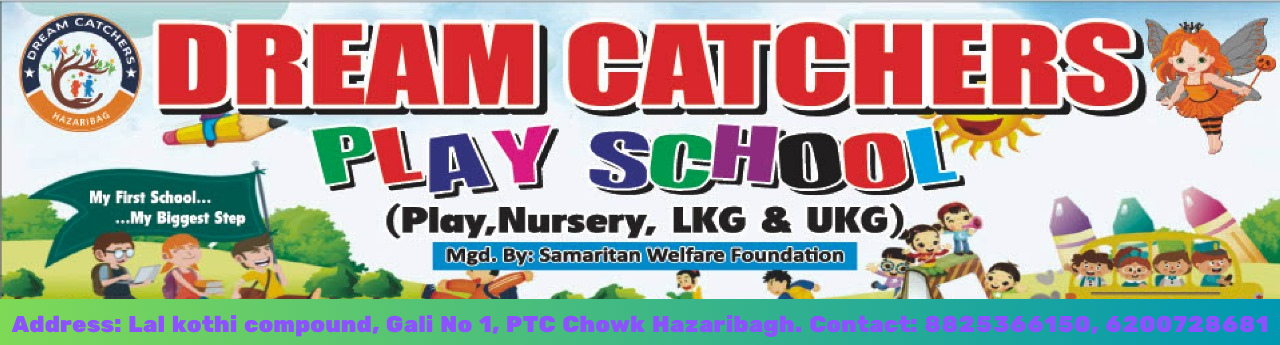 DREAM CATCHERS
HAZARIBAG
DREAM CATCHERS
PLAY SCHOOL
(Play,Nursery, LKG & UKG)
Mgd. By: Samaritan Welfare Foundation
My First School...
...My Biggest Step
Address: Lal kothi compound, Gali No 1, PTC Chowk Hazaribagh. Contact: 8825366150, 6200728681